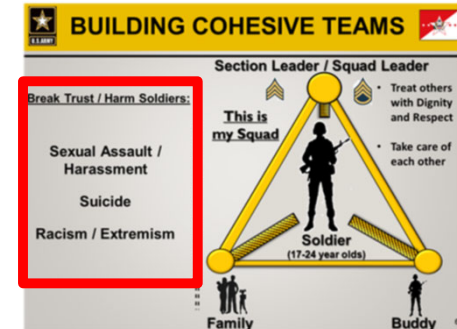 U.S. ARMY
BUILDING COHESIVE TEAMS
Section Leader / Squad Leader
Break Trust / Harm Soldiers:
Sexual Assault /
Harassment
Suicide
Racism / Extremism
This is
my Squad
• Treat others
with Dignity
and Respect
• Take care of
each other
Soldier
(17-24 year olds)
Family
Buddy